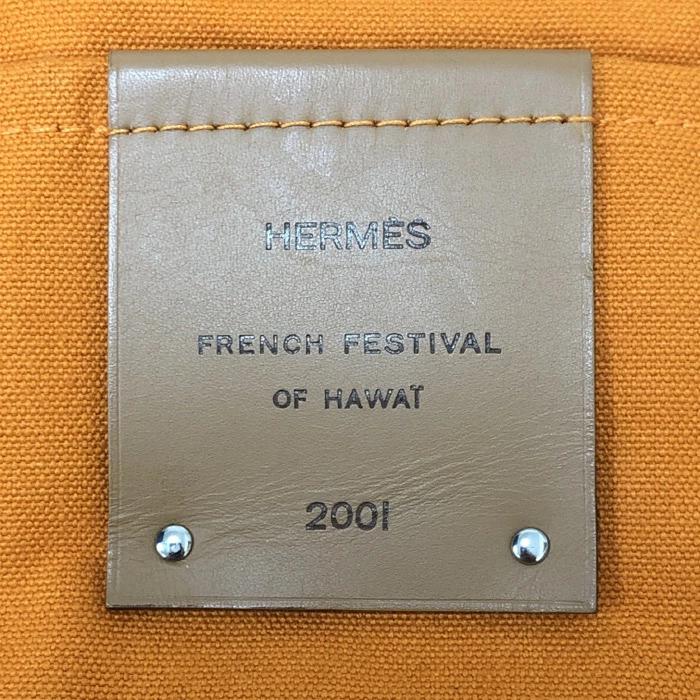 HERMÈS
FRENCH FESTIVAL
OF HAWAÏ
2001